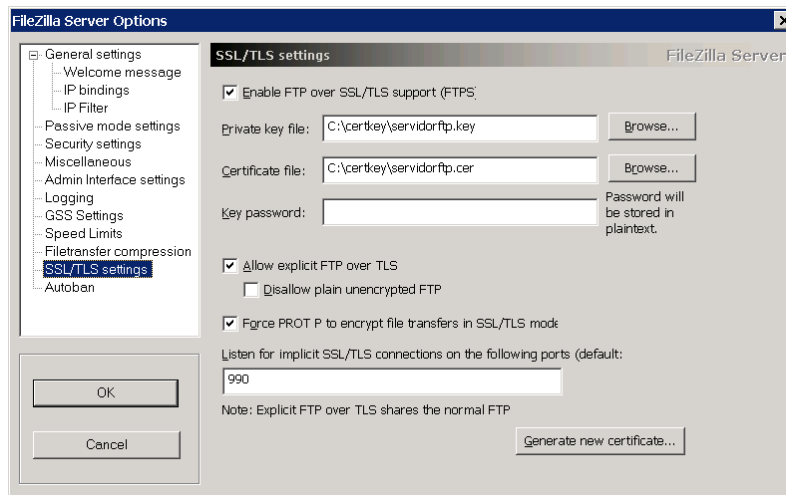 FileZilla Server Options
General settings
Welcome message
IP bindings
IP Filter
Passive mode settings
Security settings
Miscellaneous
Admin Interface settings
Logging
GSS Settings
Speed Limits
Filetransfer compression
SSL/TLS settings
Autoban
OK
Cancel
SSL/TLS settings
FileZilla Server
Enable FTP over SSL/TLS support (FTPS)
Private key file:
C:\certkey\servidorftp.key
Browse...
Certificate file:
C:\certkey\servidorftp.cer
Browse...
Key password:
Password will
be stored in
plaintext.
Allow explicit FTP over TLS
Disallow plain unencrypted FTP
Force PROT P to encrypt file transfers in SSL/TLS mode
Listen for implicit SSL/TLS connections on the following ports (default:
990
Note: Explicit FTP over TLS shares the normal FTP
Generate new certificate...